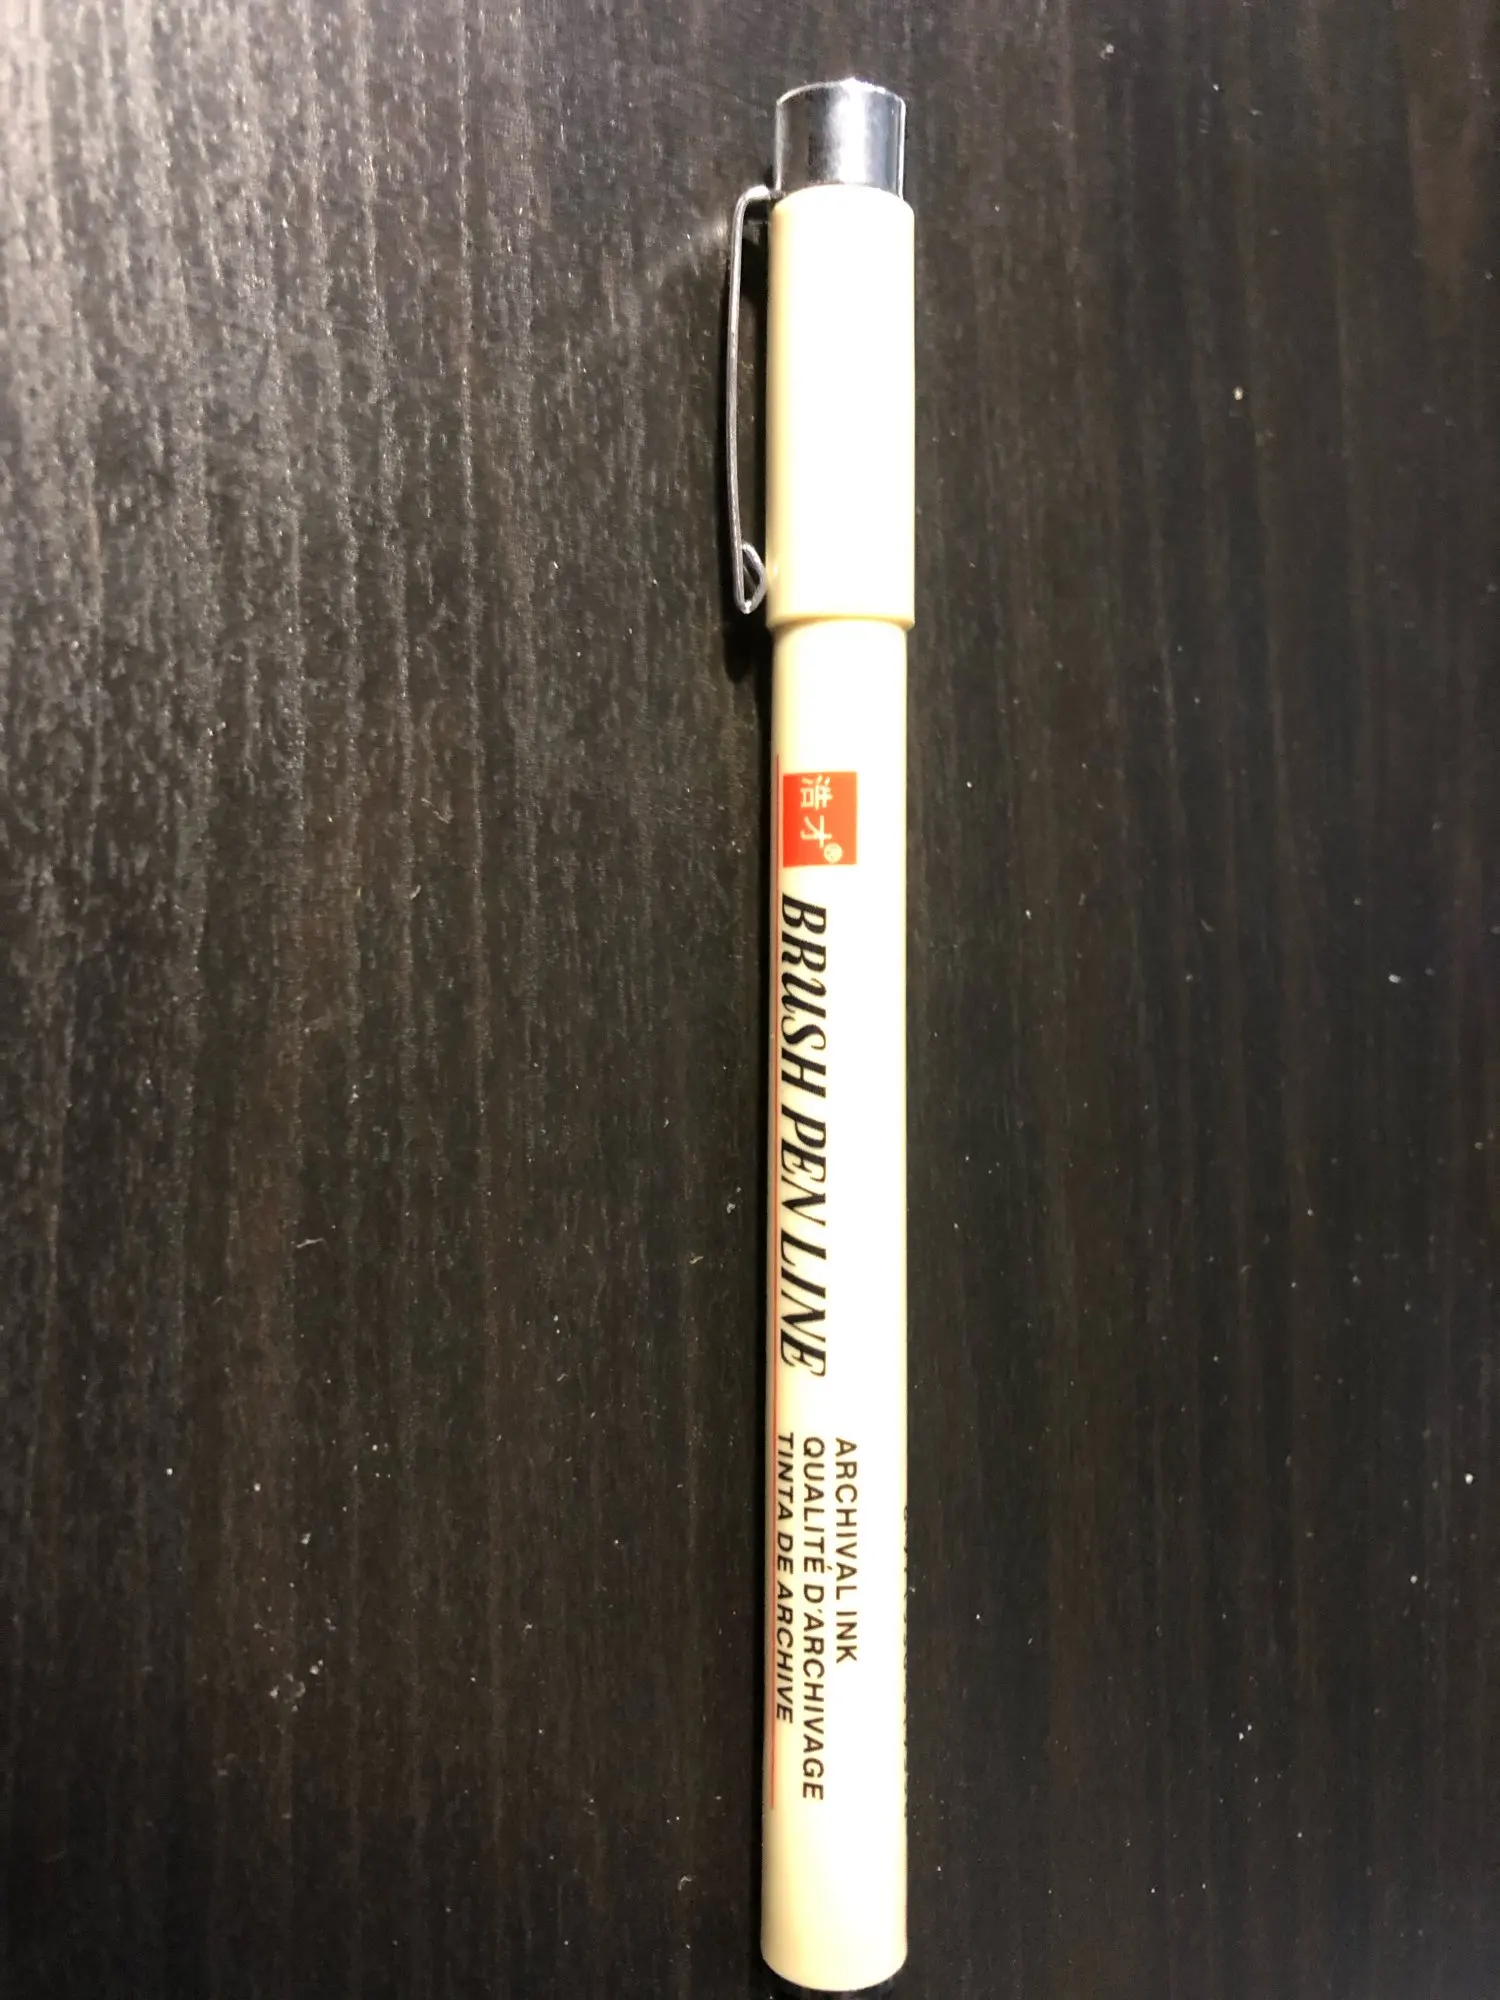 浩才®
BRUSH PEN LINE
ARCHIVAL INK
QUALITÉ D'ARCHIVAGE
TINTA DE ARCHIVE